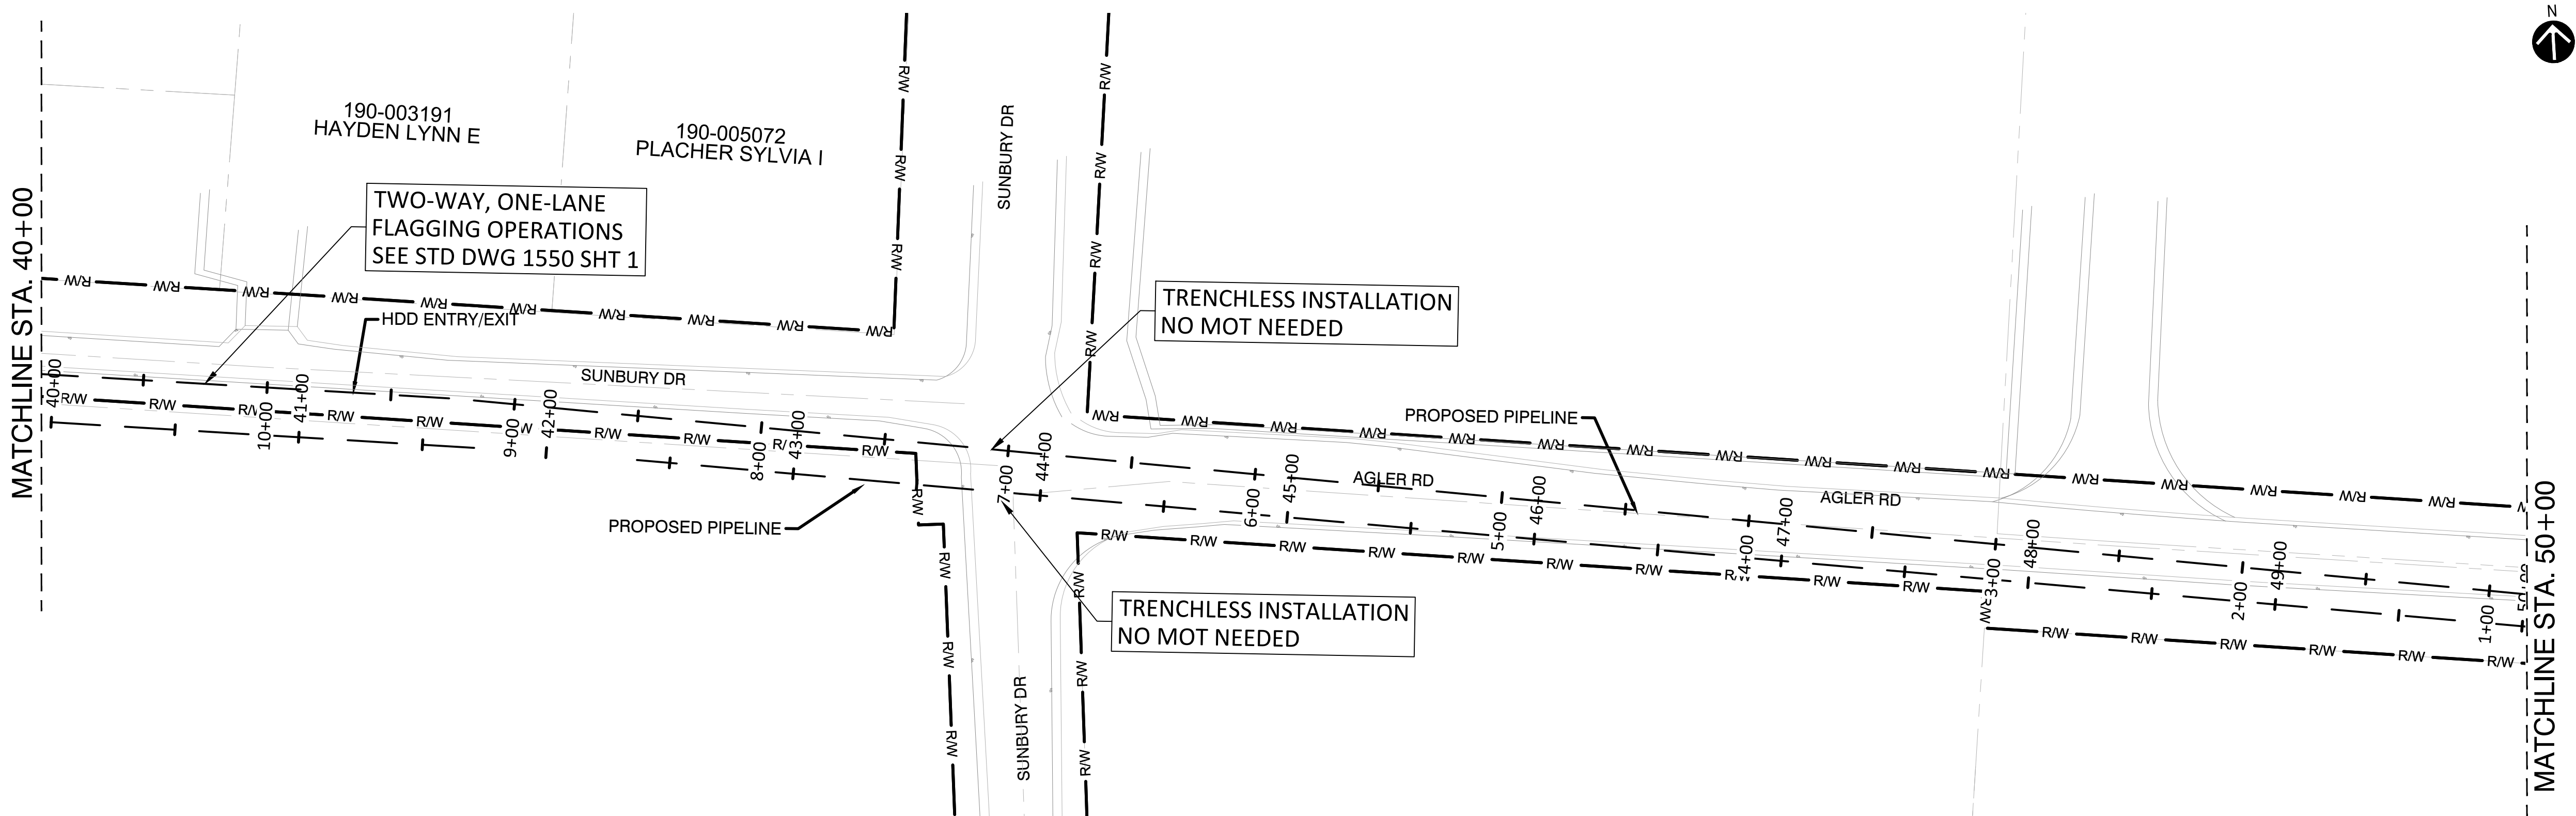 N
MATCHLINE STA. 40+00
190-003191
HAYDEN LYNN E
190-005072
PLACHER SYLVIA I
SUNBURY DR
TWO-WAY, ONE-LANE
FLAGGING OPERATIONS
SEE STD DWG 1550 SHT 1
HDD ENTRY/EXIT
TRENCHLESS INSTALLATION
NO MOT NEEDED
SUNBURY DR
PROPOSED PIPELINE
AGLER RD
AGLER RD
40+00
41+00
42+00
43+00
44+00
45+00
46+00
47+00
48+00
49+00
10+00
9+00
8+00
7+00
6+00
5+00
4+00
3+00
2+00
1+00
PROPOSED PIPELINE
TRENCHLESS INSTALLATION
NO MOT NEEDED
SUNBURY DR
R/W R/W R/W R/W R/W R/W R/W R/W R/W R/W
R/W R/W R/W
R/W R/W R/W R/W
R/W R/W R/W R/W R/W R/W R/W R/W R/W R/W R/W R/W R/W R/W R/W R/W
R/W R/W R/W R/W R/W R/W R/W R/W
R/W R/W R/W R/W
R/W R/W R/W
R/W R/W R/W R/W R/W R/W R/W R/W R/W R/W
R/W R/W R/W R/W R/W R/W
MATCHLINE STA. 50+00